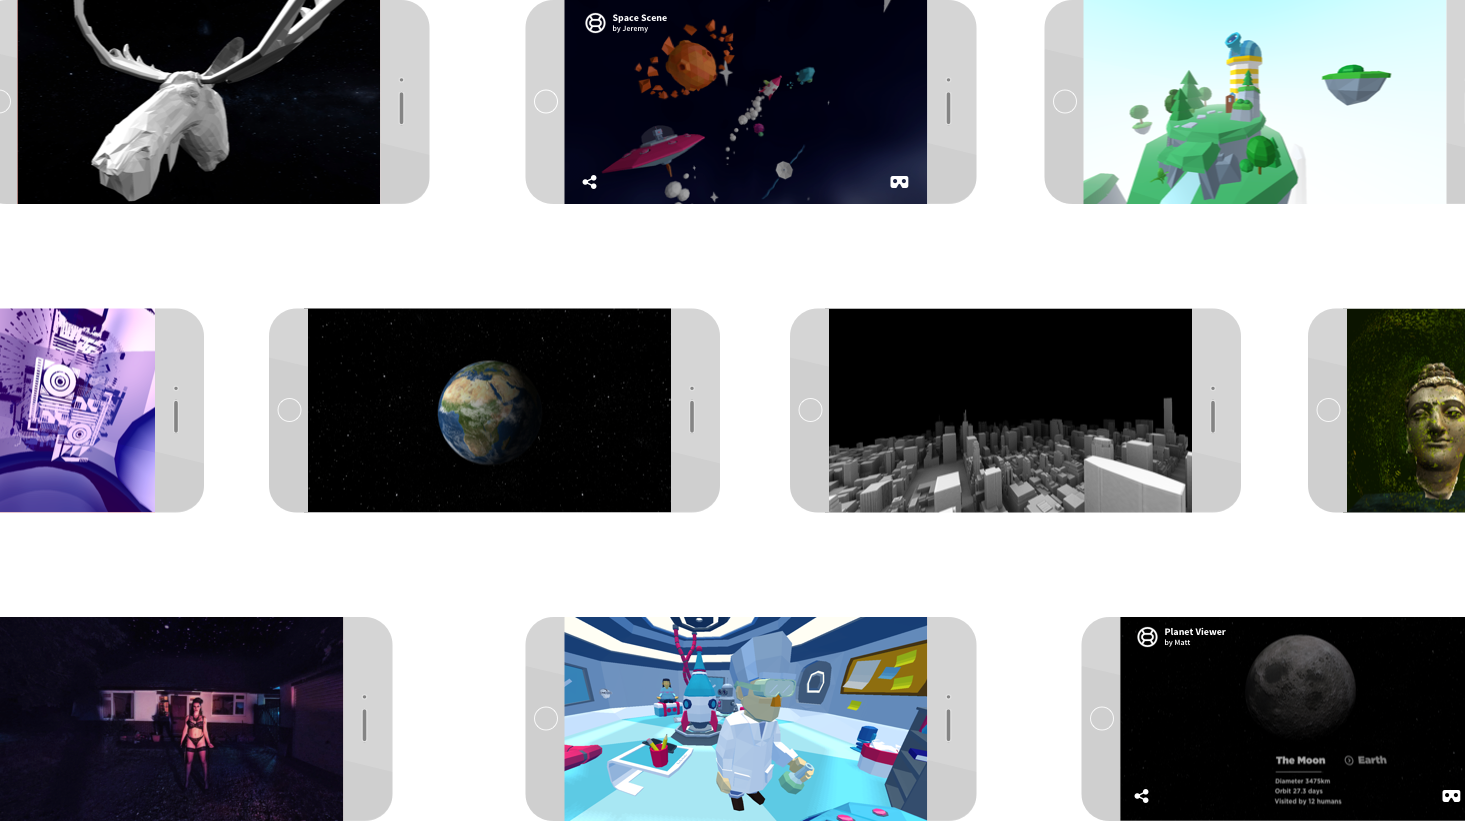 Space Scene
by Jeremy
Planet Viewer
by Matt
The Moon
Earth
Diameter 3475km
Orbit 27.3 days
Visited by 12 humans